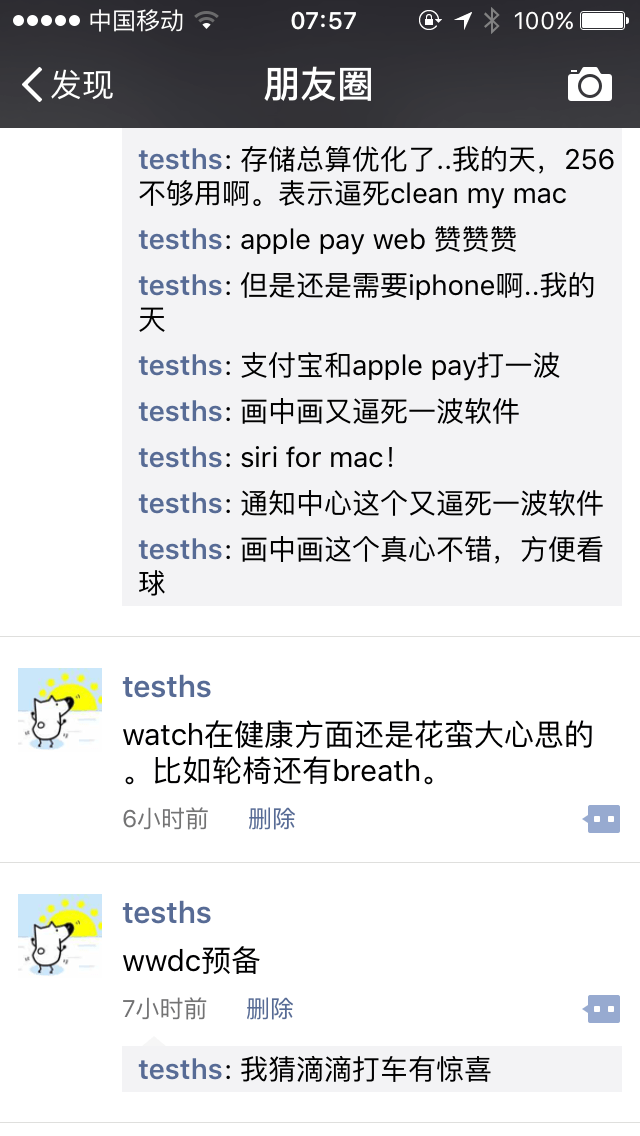 中国移动 07:57 100%
发现 朋友圈
tesths: 存储总算优化了..我的天，256
不够用啊。表示逼死clean my mac
tesths: apple pay web 赞赞赞
tesths: 但是还是需要iphone啊..我的
天
tesths: 支付宝和apple pay打一波
tesths: 画中画又逼死一波软件
tesths: siri for mac！
tesths: 通知中心这个又逼死一波软件
tesths: 画中画这个真心不错，方便看
球
tesths
watch在健康方面还是花蛮大心思的
。比如轮椅还有breath。
6小时前 删除
tesths
wwdc预备
7小时前 删除
tesths: 我猜滴滴打车有惊喜